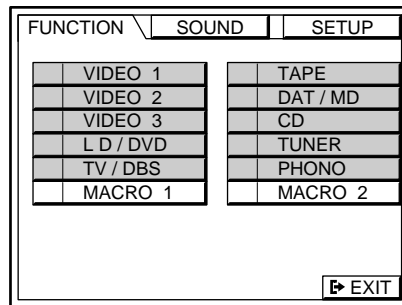 FUNCTION SOUND SETUP
VIDEO 1 TAPE
VIDEO 2 DAT / MD
VIDEO 3 CD
L D / DVD TUNER
TV / DBS PHONO
MACRO 1 MACRO 2
EXIT